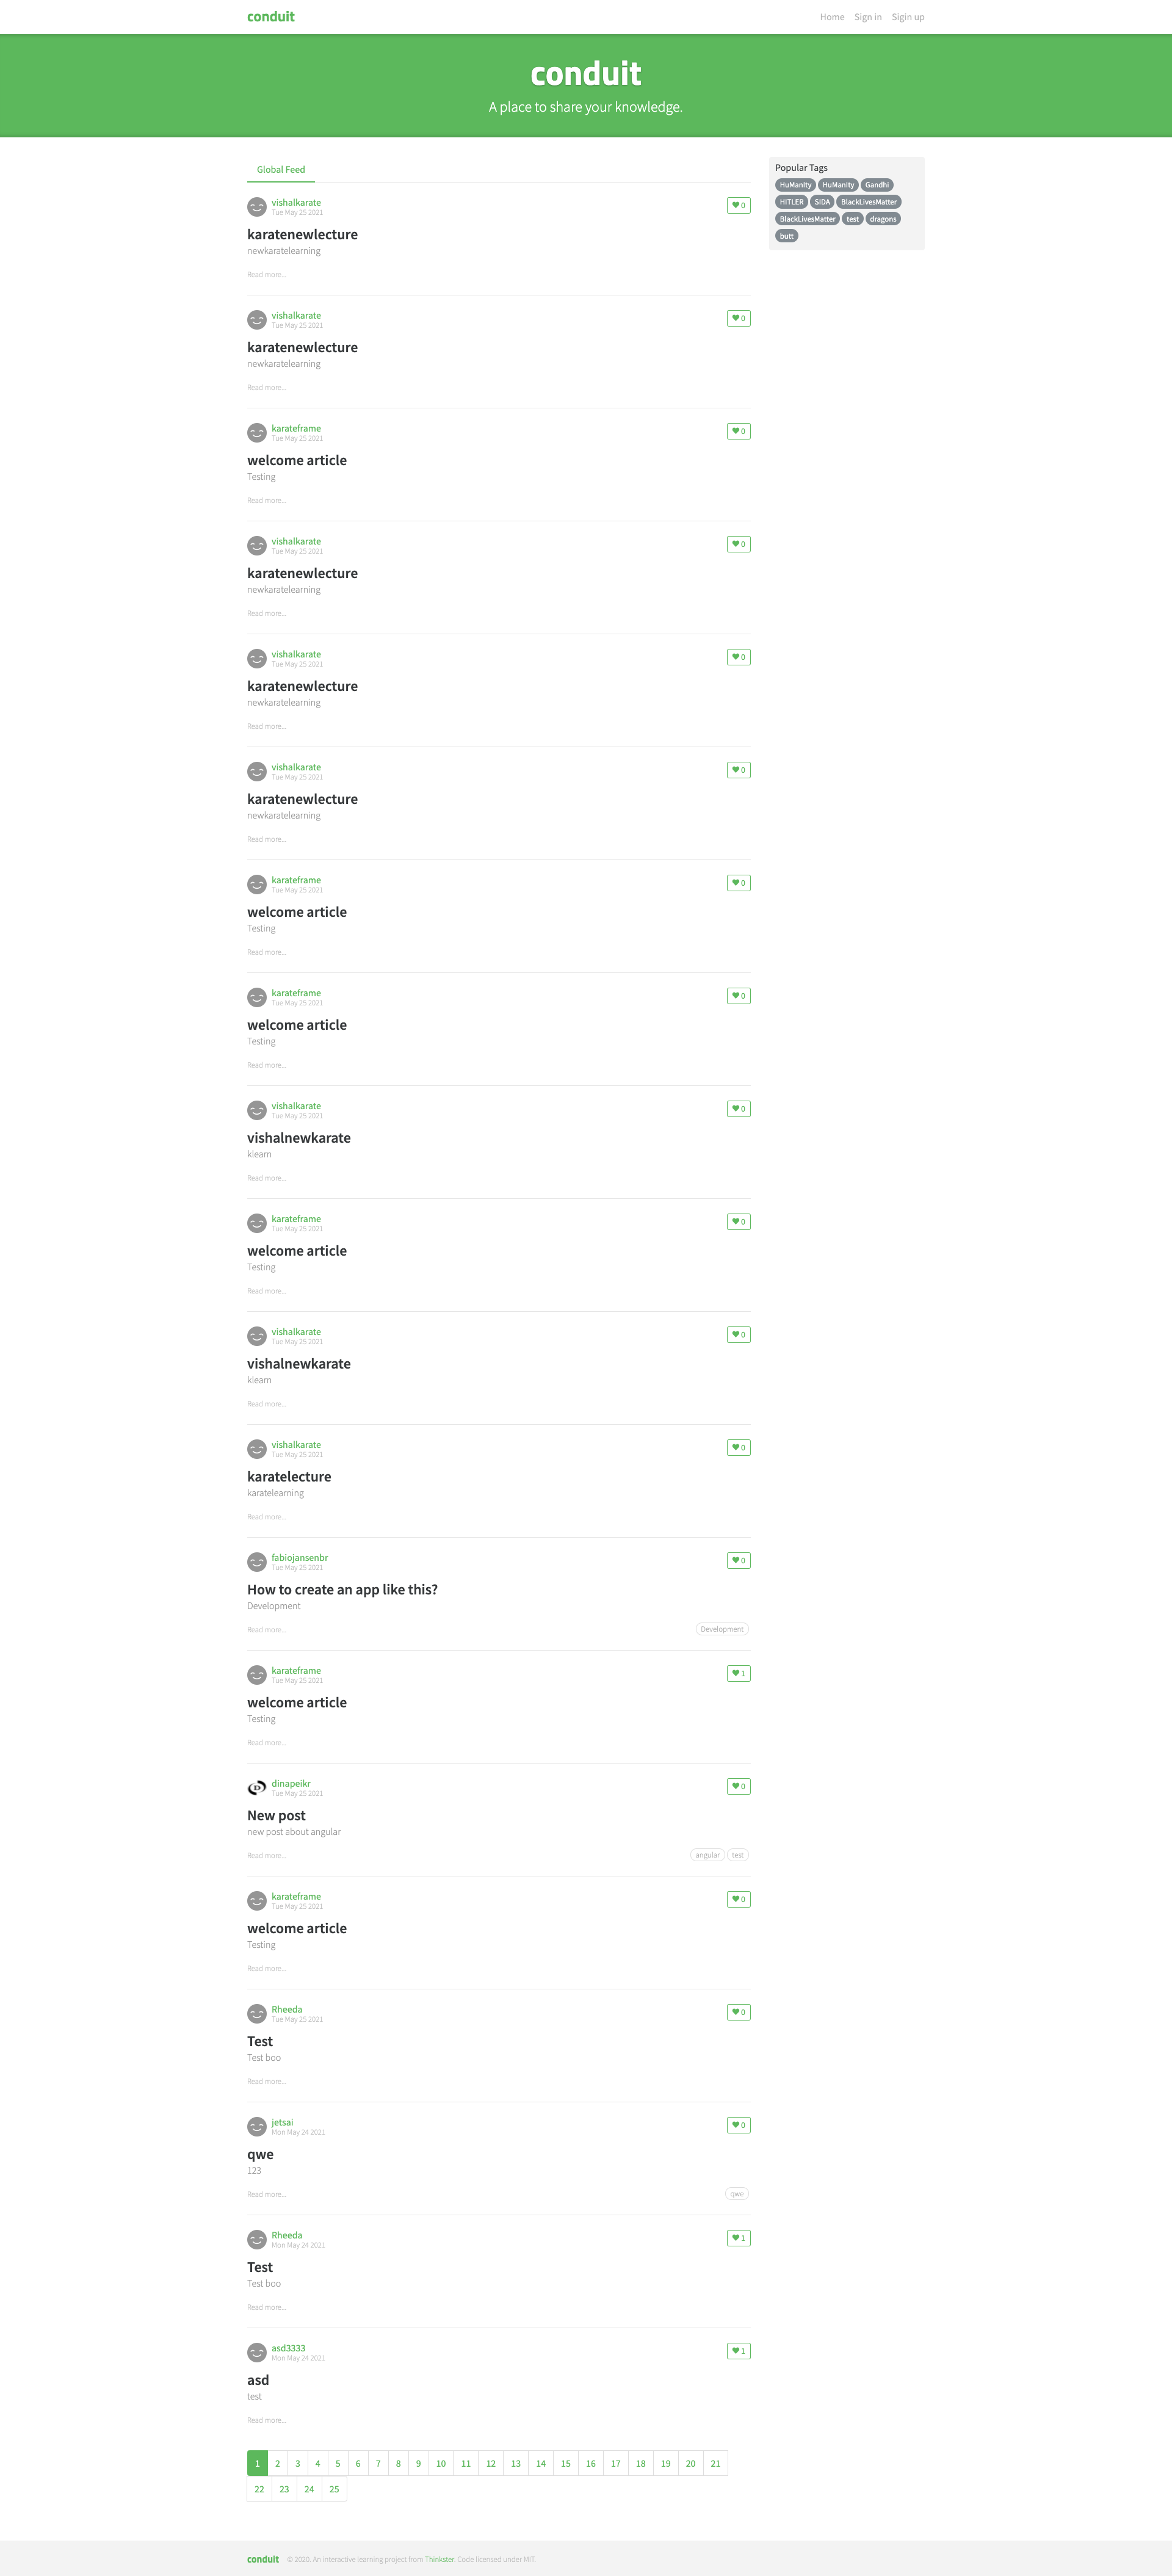 conduit
Home Sign in Sigin up
conduit
A place to share your knowledge.
Global Feed
Popular Tags
HuManity HuManity Gandhi
HITLER SIDA BlackLivesMatter
BlackLivesMatter test dragons
butt
vishalkarate
Tue May 25 2021
0
karatenewlecture
newkaratelearning
Read more...
vishalkarate
Tue May 25 2021
0
karatenewlecture
newkaratelearning
Read more...
karateframe
Tue May 25 2021
0
welcome article
Testing
Read more...
vishalkarate
Tue May 25 2021
0
karatenewlecture
newkaratelearning
Read more...
vishalkarate
Tue May 25 2021
0
karatenewlecture
newkaratelearning
Read more...
vishalkarate
Tue May 25 2021
0
karatenewlecture
newkaratelearning
Read more...
karateframe
Tue May 25 2021
0
welcome article
Testing
Read more...
karateframe
Tue May 25 2021
0
welcome article
Testing
Read more...
vishalkarate
Tue May 25 2021
0
vishalnewkarate
klearn
Read more...
karateframe
Tue May 25 2021
0
welcome article
Testing
Read more...
vishalkarate
Tue May 25 2021
0
vishalnewkarate
klearn
Read more...
vishalkarate
Tue May 25 2021
0
karatelecture
karatelearning
Read more...
fabiojansenbr
Tue May 25 2021
0
How to create an app like this?
Development
Read more... Development
karateframe
Tue May 25 2021
1
welcome article
Testing
Read more...
dinapeikr
Tue May 25 2021
0
New post
new post about angular
Read more... angular test
karateframe
Tue May 25 2021
0
welcome article
Testing
Read more...
Rheeda
Tue May 25 2021
0
Test
Test boo
Read more...
jetsai
Mon May 24 2021
0
qwe
123
Read more... qwe
Rheeda
Mon May 24 2021
1
Test
Test boo
Read more...
asd3333
Mon May 24 2021
1
asd
test
Read more...
1 2 3 4 5 6 7 8 9 10 11 12 13 14 15 16 17 18 19 20 21
22 23 24 25
conduit © 2020. An interactive learning project from Thinkster. Code licensed under MIT.